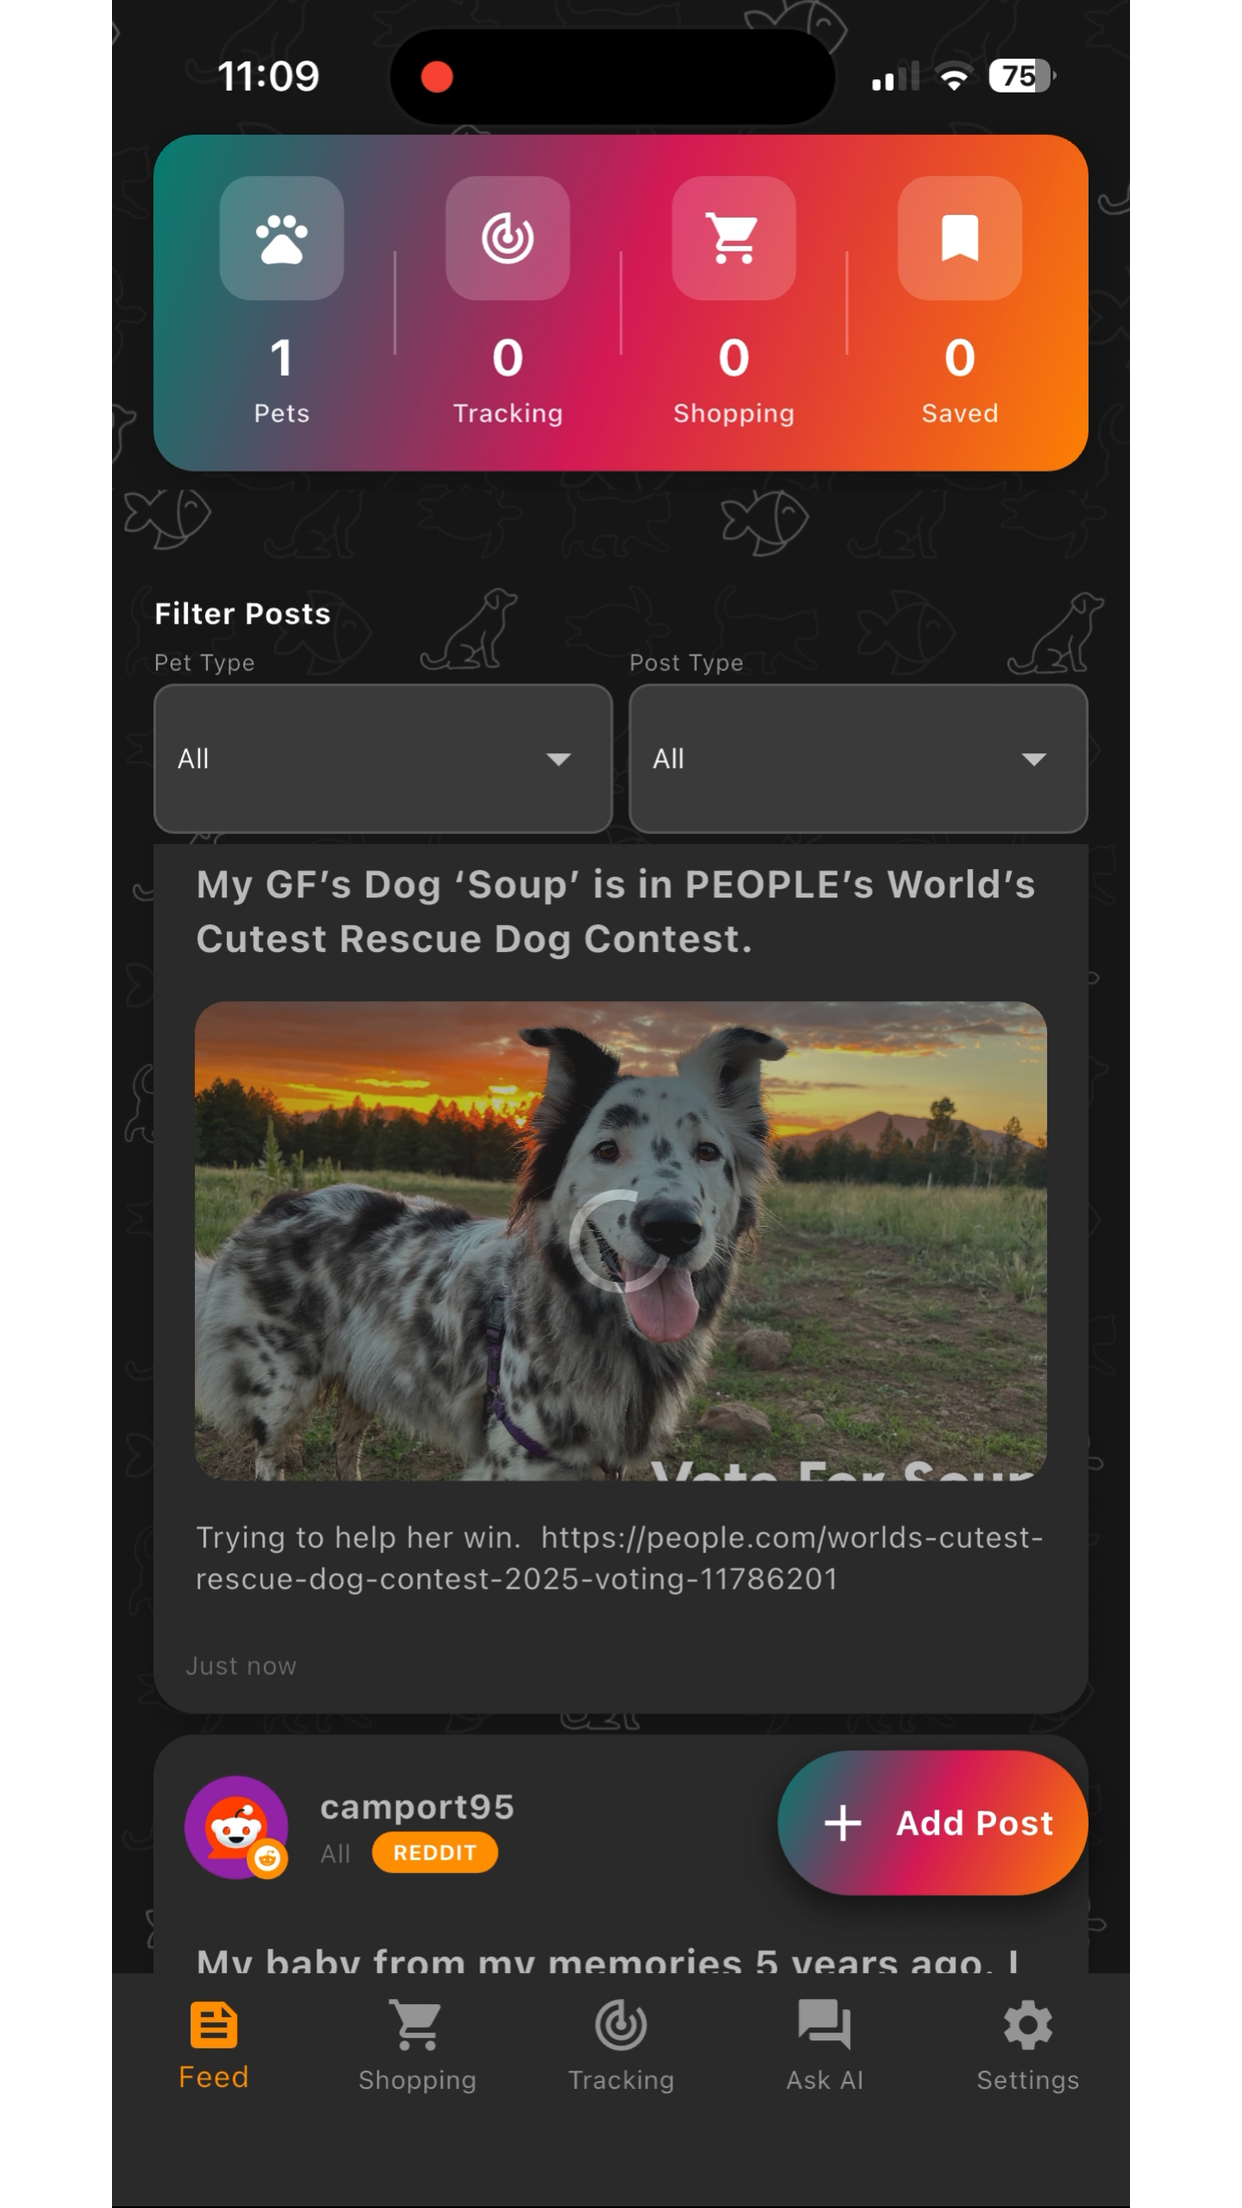 11:09
75
1
0
0
0
Pets
Tracking
Shopping
Saved
Filter Posts
Pet Type
Post Type
All
All
My GF’s Dog ‘Soup’ is in PEOPLE’s World’s
Cutest Rescue Dog Contest.
Vote For Soup
Trying to help her win.  https://people.com/worlds-cutest-
rescue-dog-contest-2025-voting-11786201
Just now
camport95
All
REDDIT
Add Post
My baby from my memories 5 years ago. I
Feed
Shopping
Tracking
Ask AI
Settings